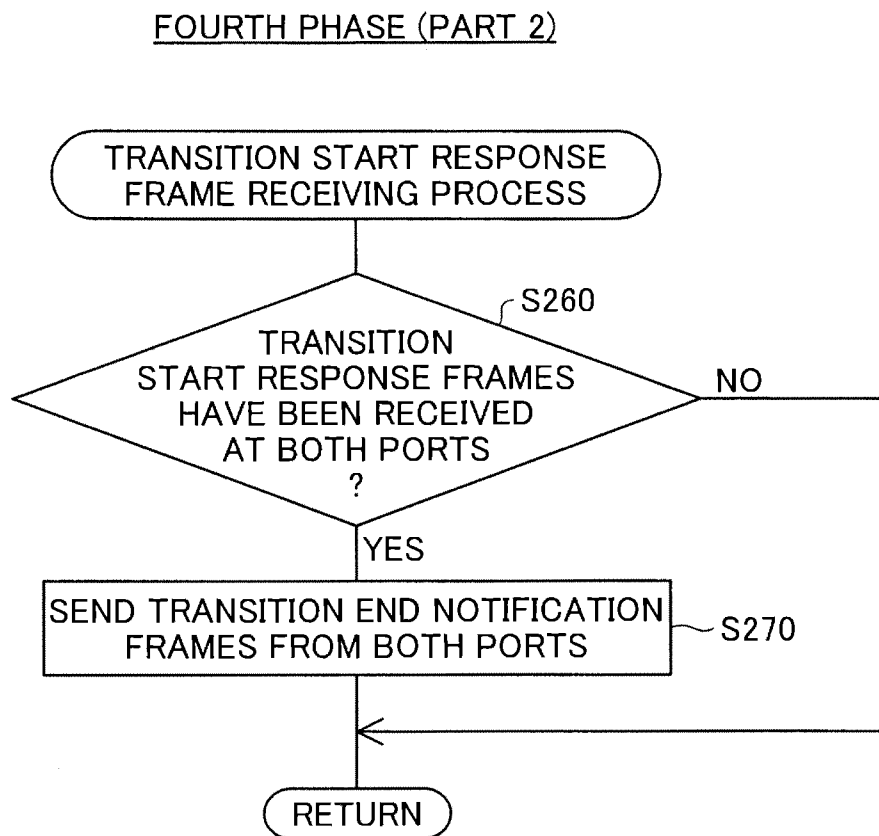 FOURTH PHASE (PART 2)
TRANSITION START RESPONSE
FRAME RECEIVING PROCESS
S260
TRANSITION
START RESPONSE FRAMES
HAVE BEEN RECEIVED
AT BOTH PORTS
?
NO
YES
SEND TRANSITION END NOTIFICATION
FRAMES FROM BOTH PORTS
S270
RETURN